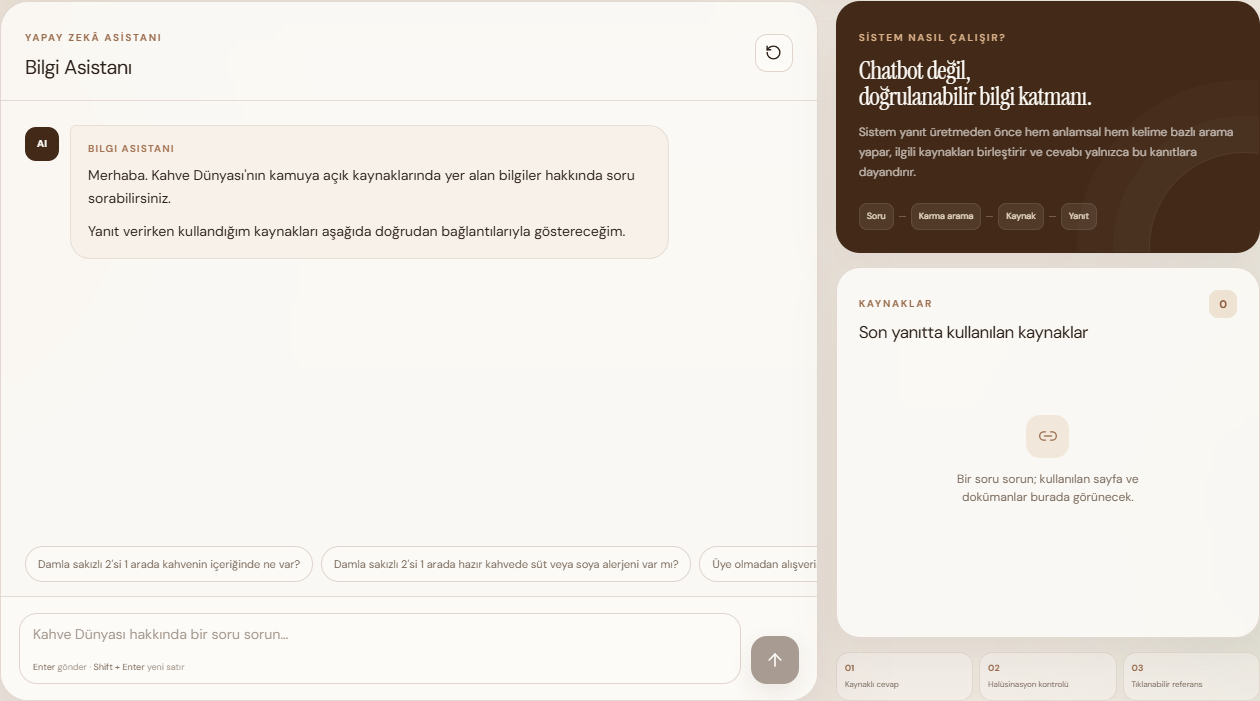 YAPAY ZEKÂ ASİSTANI
Bilgi Asistanı
AI
BILGI ASISTANI
Merhaba. Kahve Dünyası'nın kamuya açık kaynaklarında yer alan bilgiler hakkında soru
sorabilirsiniz.
Yanıt verirken kullandığım kaynakları aşağıda doğrudan bağlantılarıyla göstereceğim.
Damla sakızlı 2'si 1 arada kahvenin içeriğinde ne var?
Damla sakızlı 2'si 1 arada hazır kahvede süt veya soya alerjeni var mı?
Üye olmadan alışveri
Kahve Dünyası hakkında bir soru sorun...
Enter gönder · Shift + Enter yeni satır
SİSTEM NASIL ÇALIŞIR?
Chatbot değil,
doğrulanabilir bilgi katmanı.
Sistem yanıt üretmeden önce hem anlamsal hem kelime bazlı arama
yapar, ilgili kaynakları birleştirir ve cevabı yalnızca bu kanıtlara
dayandırır.
Soru — Karma arama — Kaynak — Yanıt
KAYNAKLAR
0
Son yanıtta kullanılan kaynaklar
Bir soru sorun; kullanılan sayfa ve
dokümanlar burada görünecek.
01
Kaynaklı cevap
02
Halüsinasyon kontrolü
03
Tıklanabilir referans